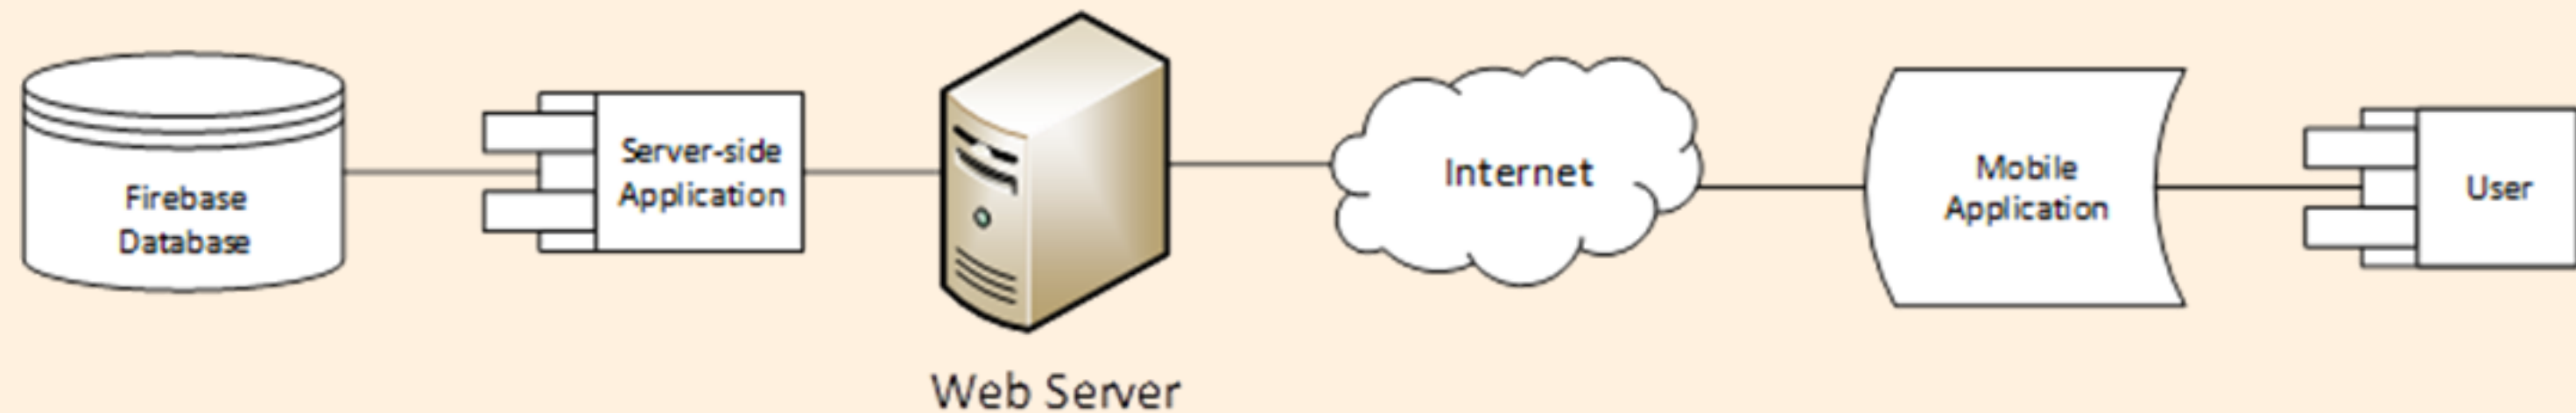 Firebase
Database
Server-side
Application
Web Server
Internet
Mobile
Application
User